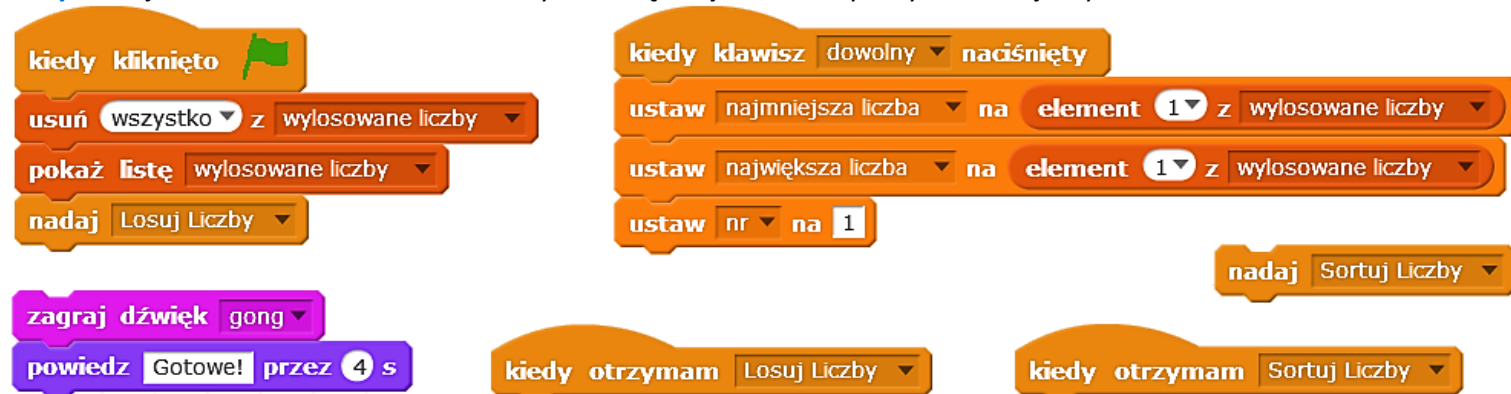 kiedy kliknięto
usuń wszystko z wylosowane liczby
pokaż listę wylosowane liczby
nadaj Losuj Liczby
kiedy klawisz dowolny naciśnięty
ustaw najmniejsza liczba na element 1 z wylosowane liczby
ustaw największa liczba na element 1 z wylosowane liczby
ustaw nr na 1
nadaj Sortuj Liczby
zagraj dźwięk gong
powiedz Gotowe! przez 4 s
kiedy otrzymam Losuj Liczby
kiedy otrzymam Sortuj Liczby